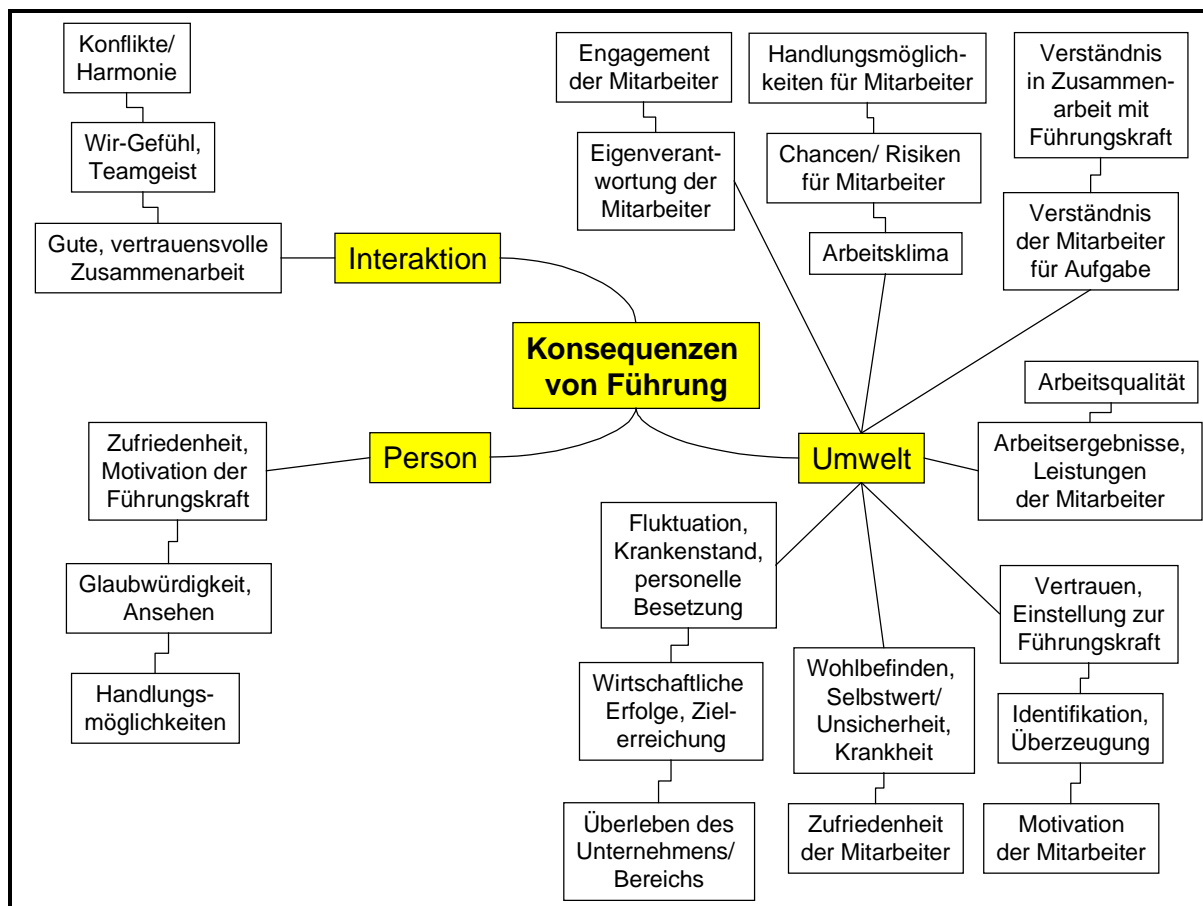 Konflikte/
Harmonie
Wir-Gefühl,
Teamgeist
Gute, vertrauensvolle
Zusammenarbeit
Interaktion
Engagement
der Mitarbeiter
Eigenverant-
wortung der
Mitarbeiter
Handlungsmöglich-
keiten für Mitarbeiter
Chancen/ Risiken
für Mitarbeiter
Arbeitsklima
Verständnis
in Zusammen-
arbeit mit
Führungskraft
Verständnis
der Mitarbeiter
für Aufgabe
Konsequenzen
von Führung
Arbeitsqualität
Arbeitsergebnisse,
Leistungen
der Mitarbeiter
Umwelt
Person
Zufriedenheit,
Motivation der
Führungskraft
Glaubwürdigkeit,
Ansehen
Handlungs-
möglichkeiten
Fluktuation,
Krankenstand,
personelle
Besetzung
Wirtschaftliche
Erfolge, Ziel-
erreichung
Überleben des
Unternehmens/
Bereichs
Wohlbefinden,
Selbstwert/
Unsicherheit,
Krankheit
Zufriedenheit
der Mitarbeiter
Vertrauen,
Einstellung zur
Führungskraft
Identifikation,
Überzeugung
Motivation
der Mitarbeiter